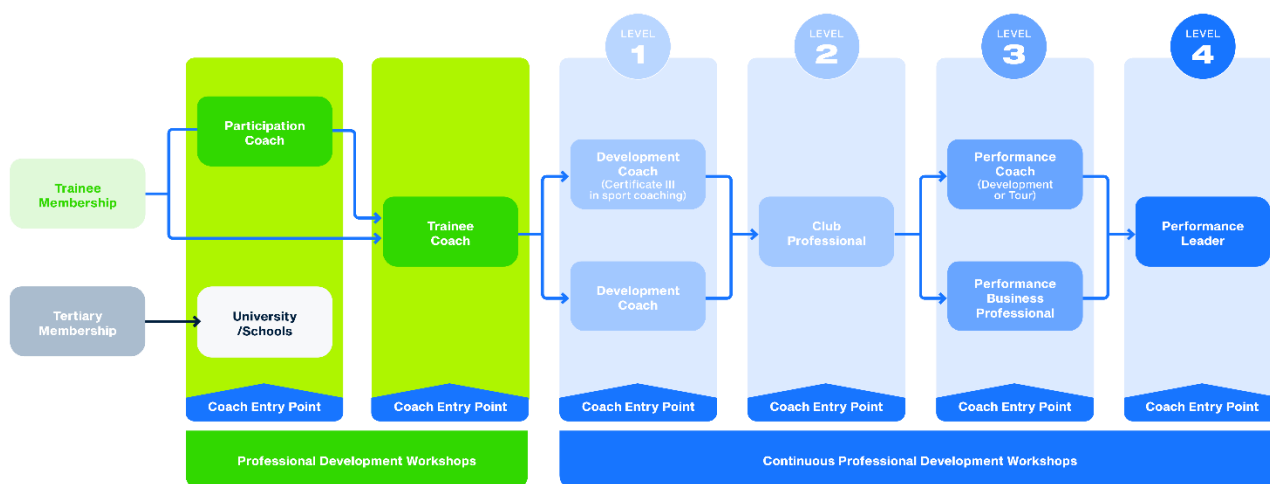 LEVEL
1
LEVEL
2
LEVEL
3
LEVEL
4
Participation
Coach
Trainee
Membership
Trainee
Coach
Development
Coach
(Certificate III
in sport coaching)
Development
Coach
Club
Professional
Performance
Coach
(Development
or Tour)
Performance
Business
Professional
Performance
Leader
Tertiary
Membership
University
/Schools
Coach Entry Point
Coach Entry Point
Coach Entry Point
Coach Entry Point
Coach Entry Point
Coach Entry Point
Professional Development Workshops
Continuous Professional Development Workshops